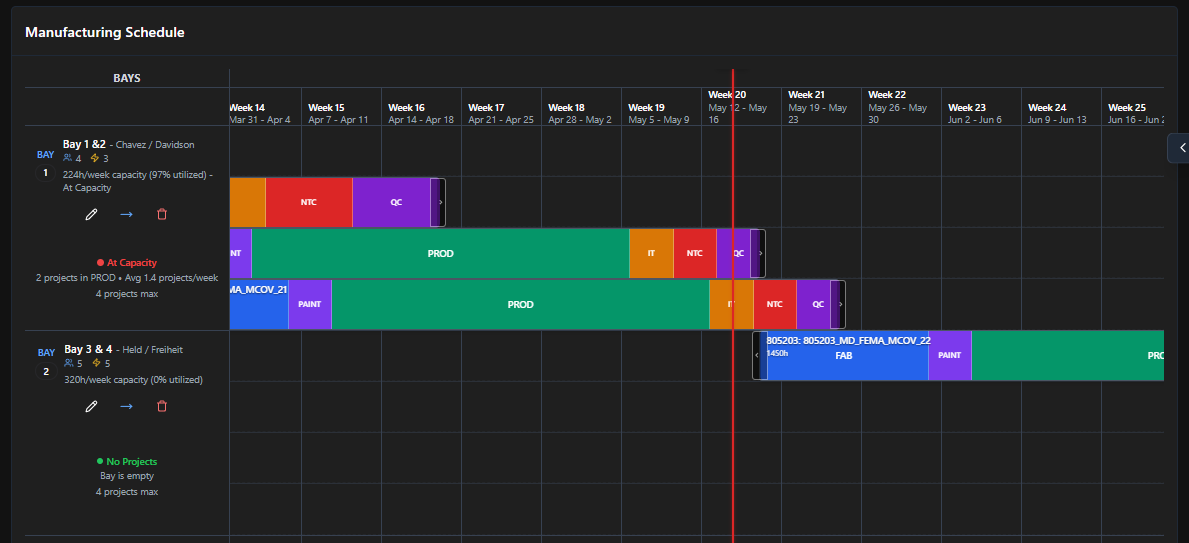 Manufacturing Schedule
BAYS
Week 14
Mar 31 - Apr 4
Week 15
Apr 7 - Apr 11
Week 16
Apr 14 - Apr 18
Week 17
Apr 21 - Apr 25
Week 18
Apr 28 - May 2
Week 19
May 5 - May 9
Week 20
May 12 - May
16
Week 21
May 19 - May
23
Week 22
May 26 - May
30
Week 23
Jun 2 - Jun 6
Week 24
Jun 9 - Jun 13
Week 25
Jun 16 - Jun 2
BAY
1
Bay 1 &2 - Chavez / Davidson
4 3
224h/week capacity (97% utilized) -
At Capacity
At Capacity
2 projects in PROD • Avg 1.4 projects/week
4 projects max
NTC QC
NT PROD IT NTC QC
MA_MCOV_21
PAINT PROD IT NTC QC
BAY
2
Bay 3 & 4 - Held / Freiheit
5 5
320h/week capacity (0% utilized)
No Projects
Bay is empty
4 projects max
805203: 805203_MD_FEMA_MCOV_22
1450h
FAB PAINT PRO